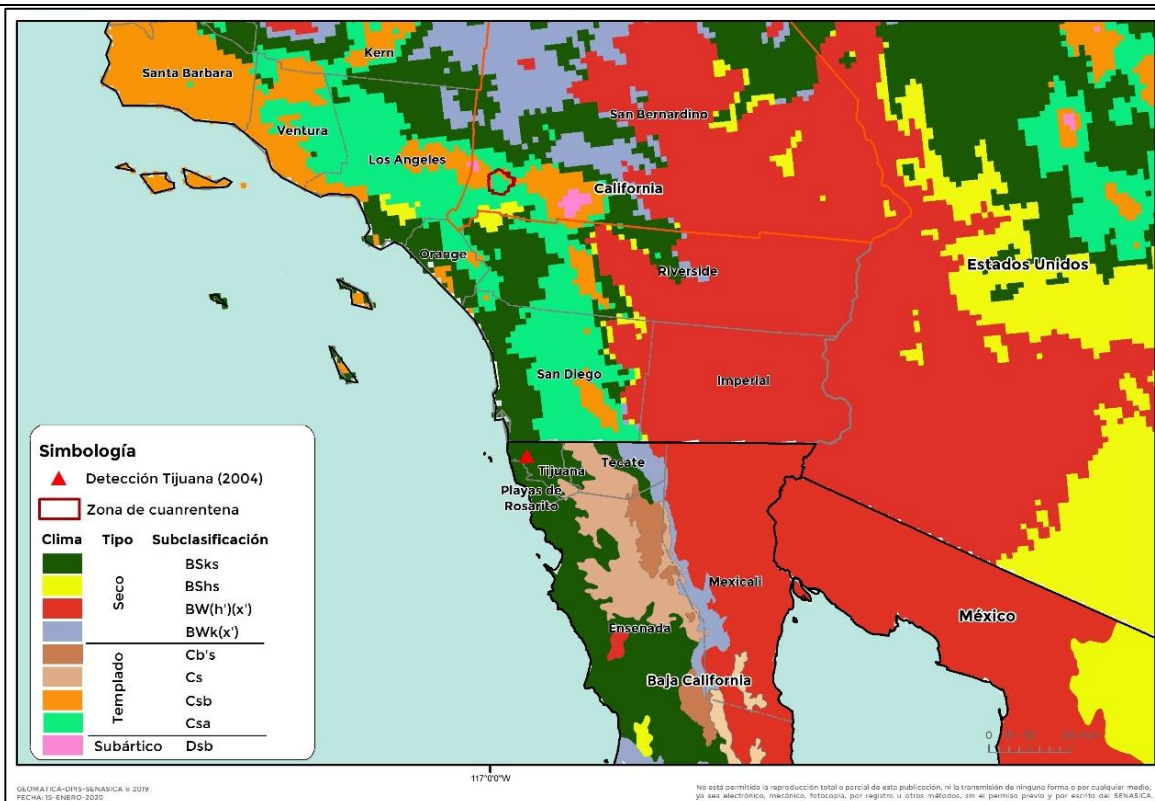 Kern
Santa Barbara
San Bernardino
Ventura
Los Angeles
California
Orange
Riverside
Estados Unidos
San Diego
Imperial
Tecate
Tijuana
Playas de
Rosarito
Mexicali
México
Ensenada
Baja California
Simbología
Detección Tijuana (2004)
Zona de cuarentena
Clima Tipo Subclasificación
Seco
BSks
BShs
BW(h')(x')
BWk(x')
Templado
Cb's
Cs
Csb
Csa
Subártico Dsb
117°0'0"W
GEOMÁTICA-DPIS-SENASICA © 2019
FECHA: 15-ENERO-2020
No está permitida la reproducción total o parcial de esta publicación, ni la transmisión de ninguna forma o por cualquier medio,
ya sea electrónico, mecánico, fotocopia, por registro u otros métodos, sin el permiso previo y por escrito del SENASICA.